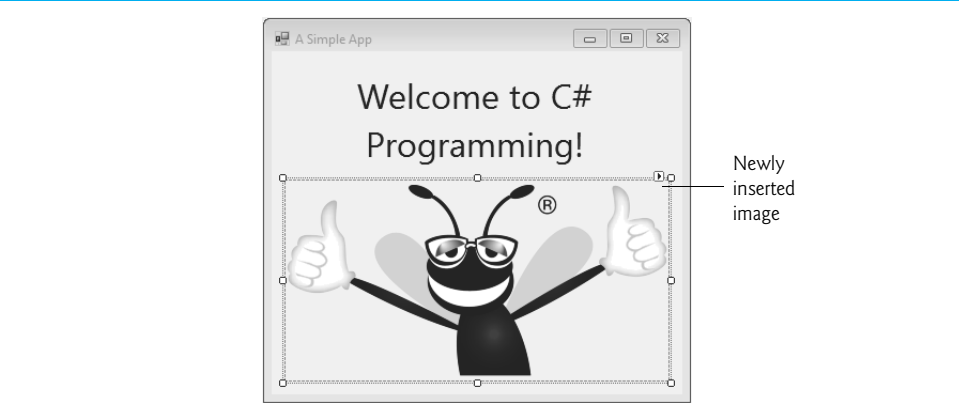 A Simple App
Welcome to C#
Programming!
®
Newly
inserted
image